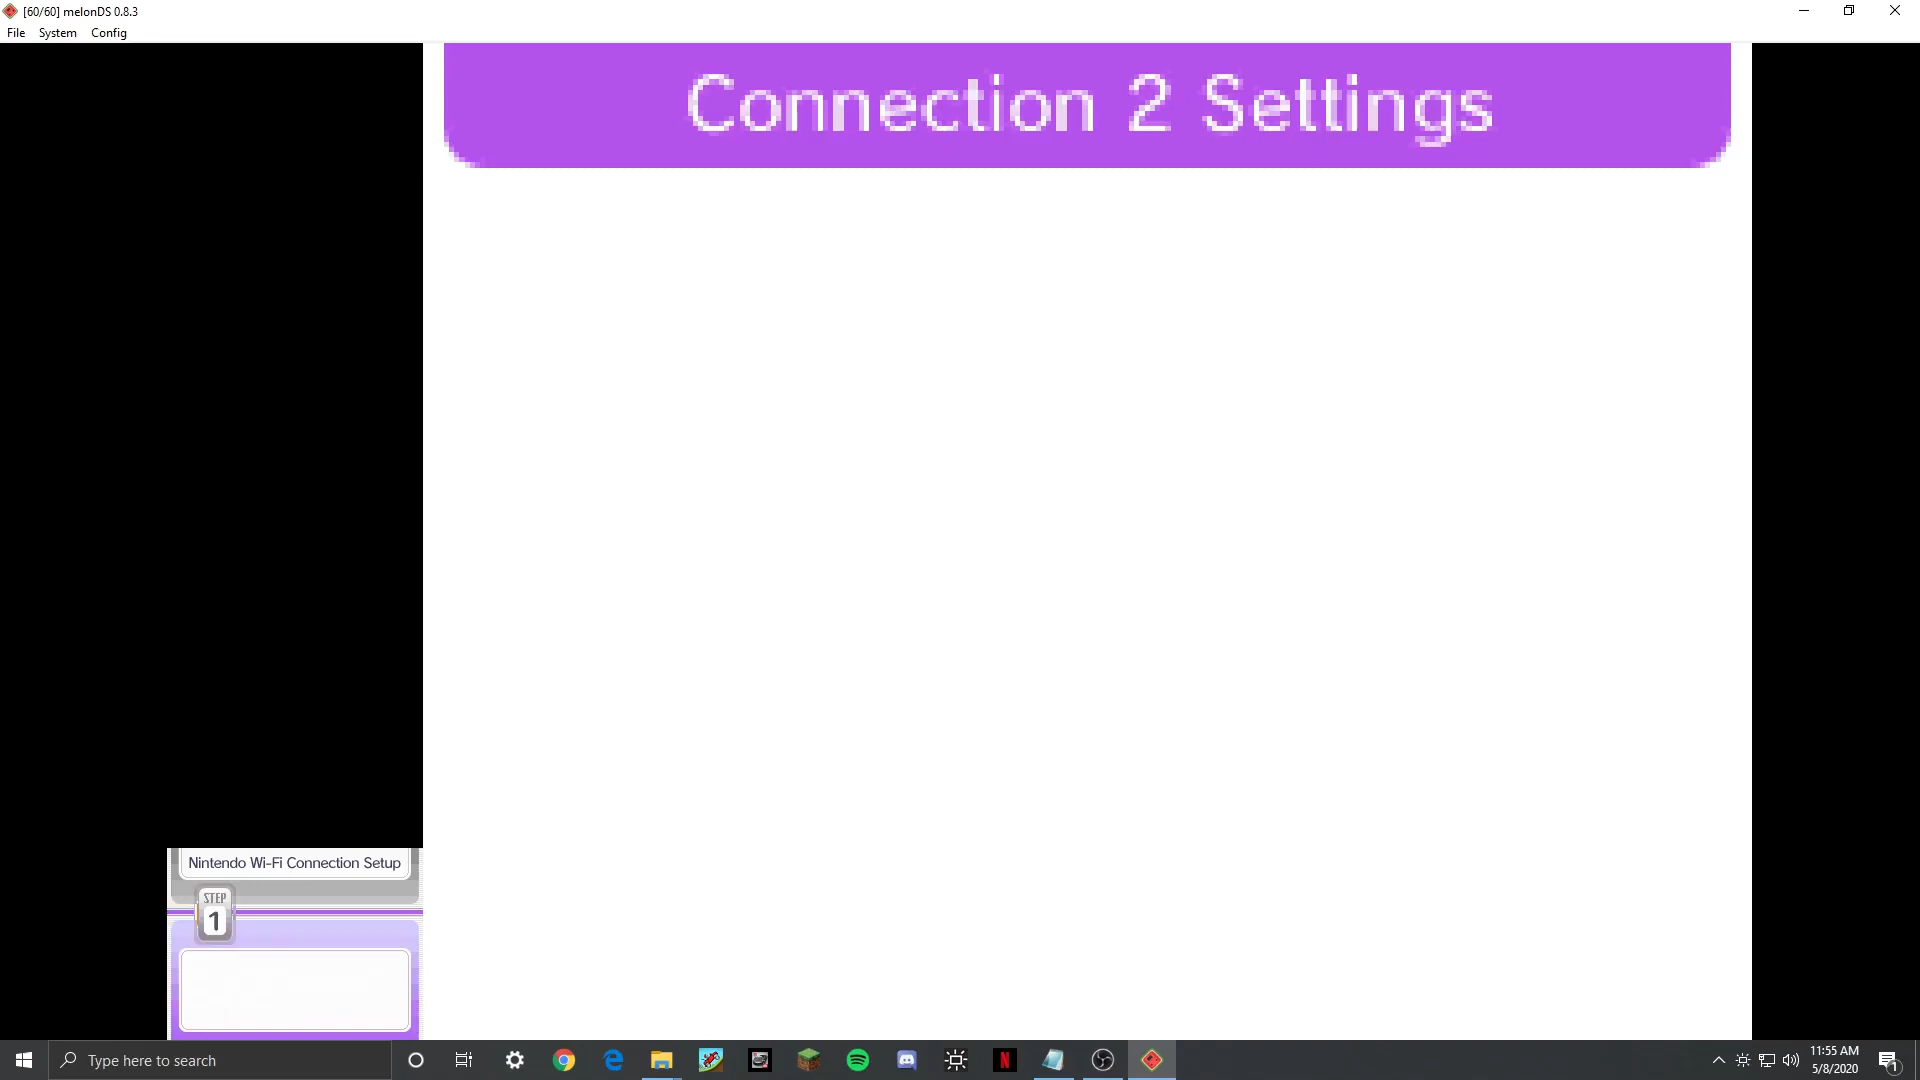 [60/60] melonDS 0.8.3
File System Config
Connection 2 Settings
Nintendo Wi-Fi Connection Setup
STEP
1
Type here to search
N
11:55 AM
5/8/2020
1